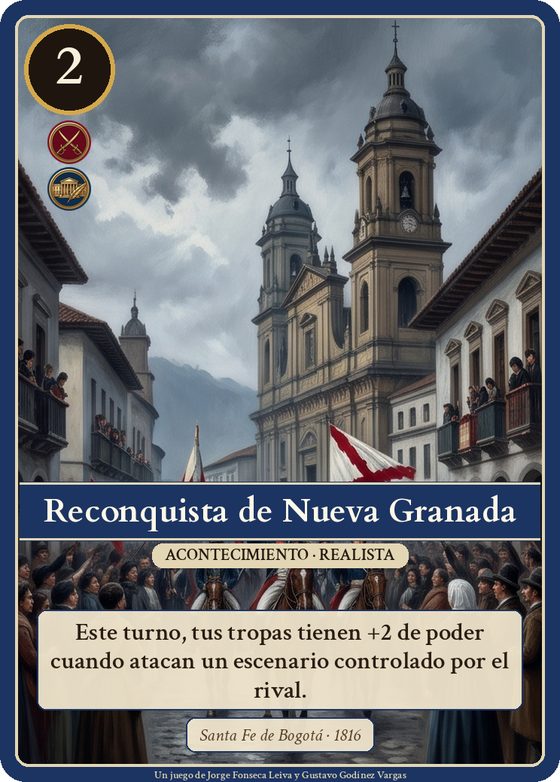 2
Reconquista de Nueva Granada
ACONTECIMIENTO · REALISTA
Este turno, tus tropas tienen +2 de poder
cuando atacan un escenario controlado por el
rival.
Santa Fe de Bogotá · 1816
Un juego de Jorge Fonseca Leiva y Gustavo Godínez Vargas